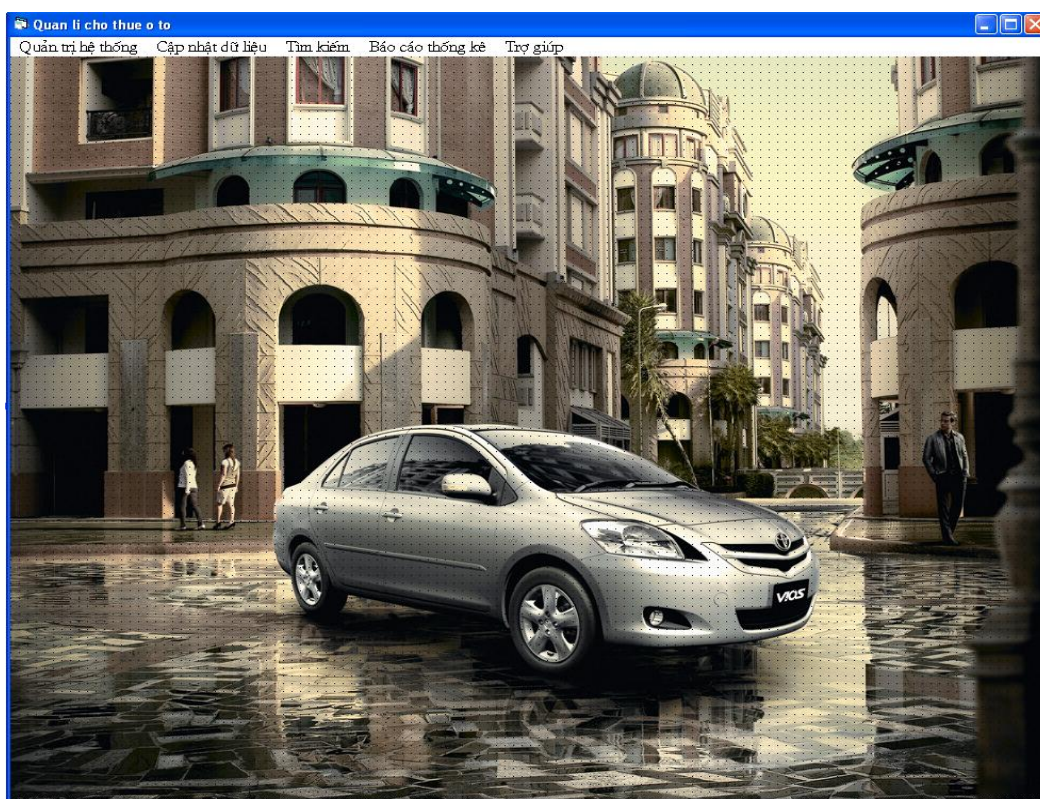 Quan li cho thue o to
Quản trị hệ thống Cập nhật dữ liệu Tìm kiếm Báo cáo thống kê Trợ giúp
VIOS